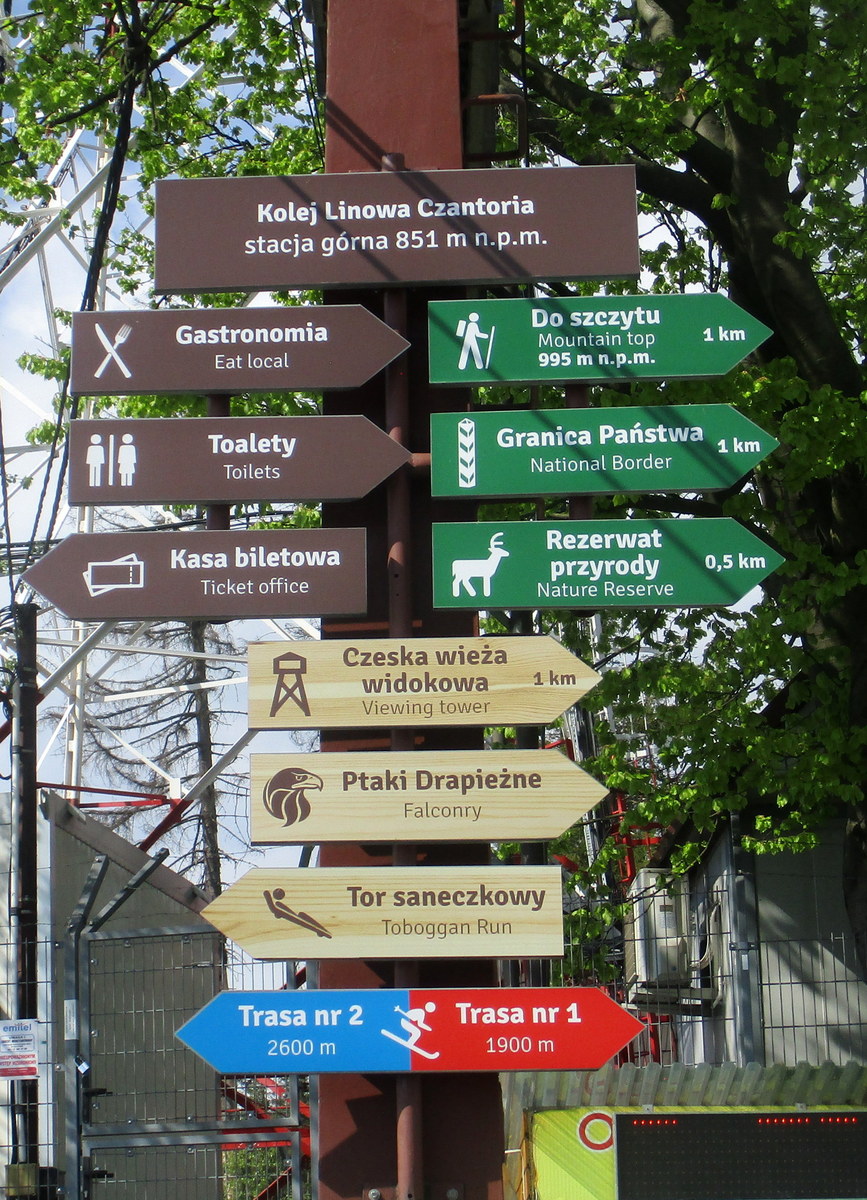 Kolej Linowa Czantoria
stacja górna 851 m n.p.m.
Gastronomia
Eat local
Do szczytu
Mountain top
995 m n.p.m.
1 km
Toalety
Toilets
Granica Państwa
National Border
1 km
Kasa biletowa
Ticket office
Rezerwat
przyrody
Nature Reserve
0,5 km
Czeska wieża
widokowa
Viewing tower
1 km
Ptaki Drapieżne
Falconry
Tor saneczkowy
Toboggan Run
Trasa nr 2
2600 m
Trasa nr 1
1900 m